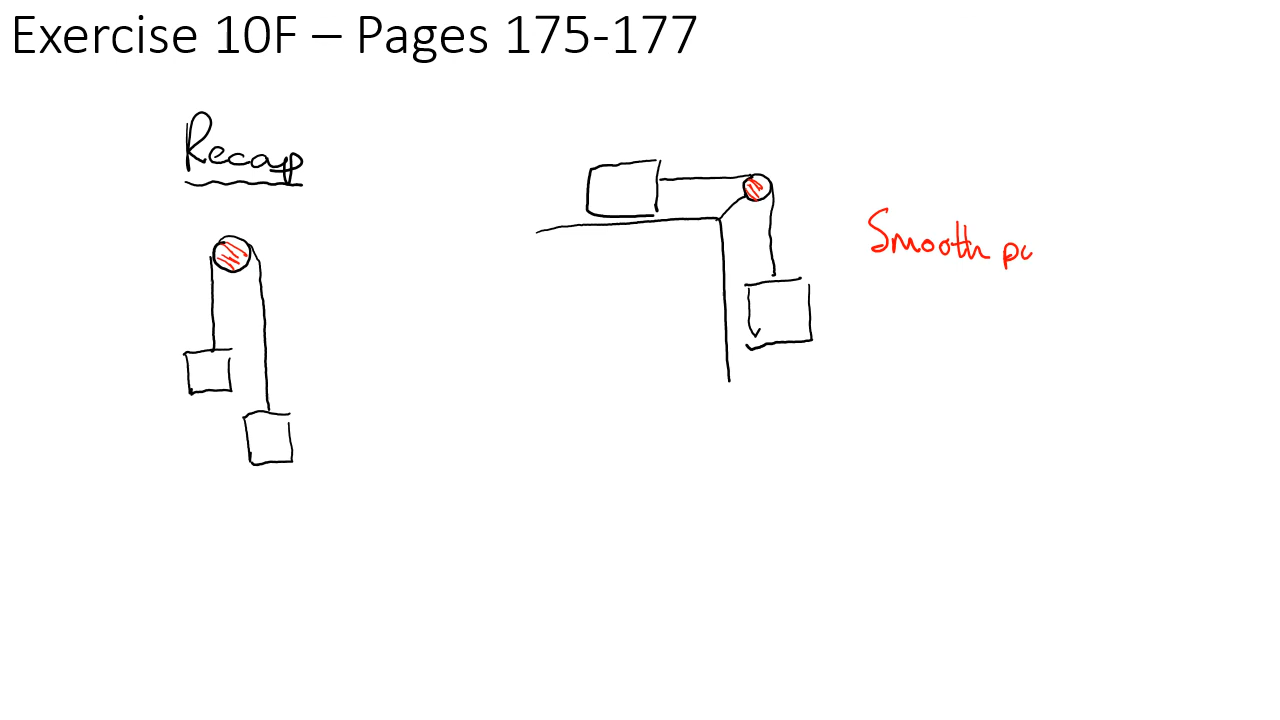 Exercise 10F – Pages 175-177
Recap
Smooth